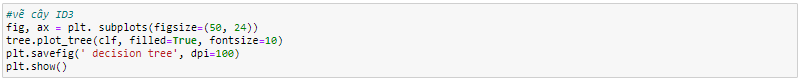 #vẽ cây ID3
fig, ax = plt. subplots(figsize=(50, 24))
tree.plot_tree(clf, filled=True, fontsize=10)
plt.savefig(' decision tree', dpi=100)
plt.show()